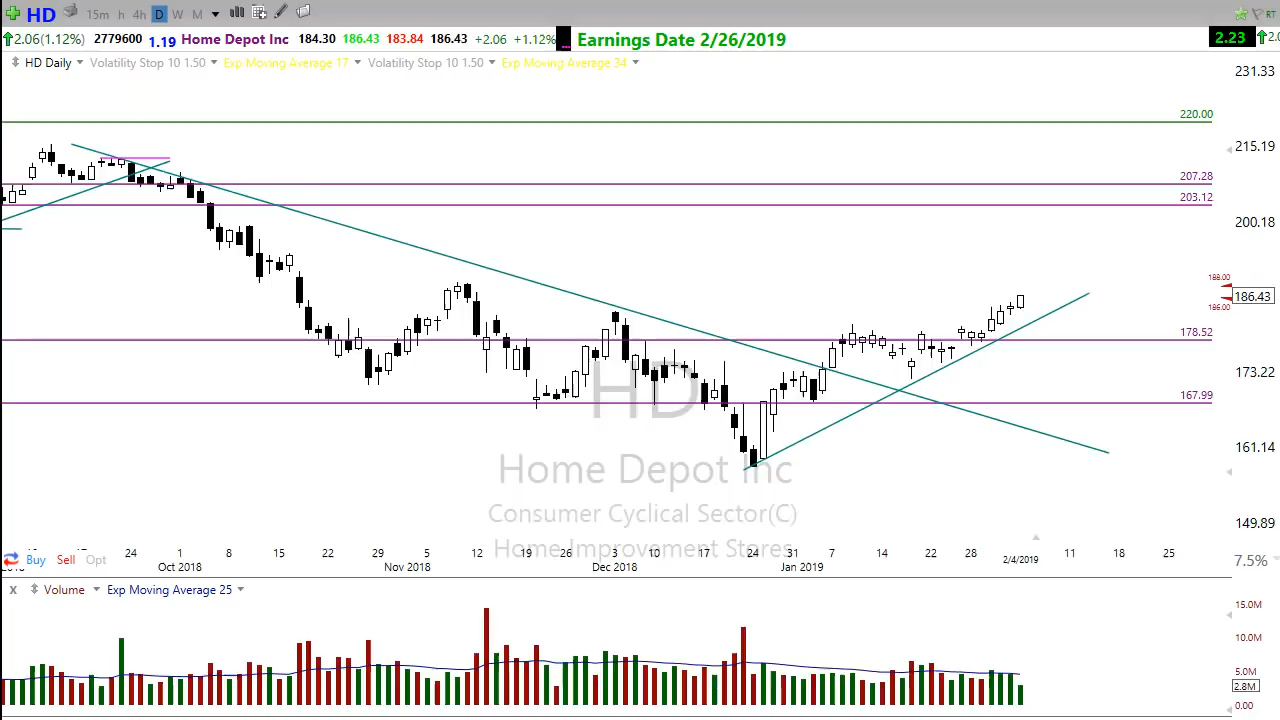 HD 15m h 4h D W M RT
2.06(1.12%) 2779600 1.19 Home Depot Inc 184.30 186.43 183.84 186.43 +2.06 +1.12% Earnings Date 2/26/2019 2.23
HD Daily Volatility Stop 10 1.50 Exp Moving Average 17 Volatility Stop 10 1.50 Exp Moving Average 34
231.33
220.00
215.19
207.28
203.12
200.18
188.00
186.43
186.00
178.52
173.22
167.99
161.14
149.89
HD
Home Depot Inc
Consumer Cyclical Sector(C)
Home Improvement Stores
24 1 8 15 22 29 5 12 19 26 3 10 17 24 31 7 14 22 28 2/4/2019 11 18 25
Buy Sell Opt 7.5%
Oct 2018 Nov 2018 Dec 2018 Jan 2019
X Volume Exp Moving Average 25
15.0M
10.0M
5.0M
2.8M
0.00